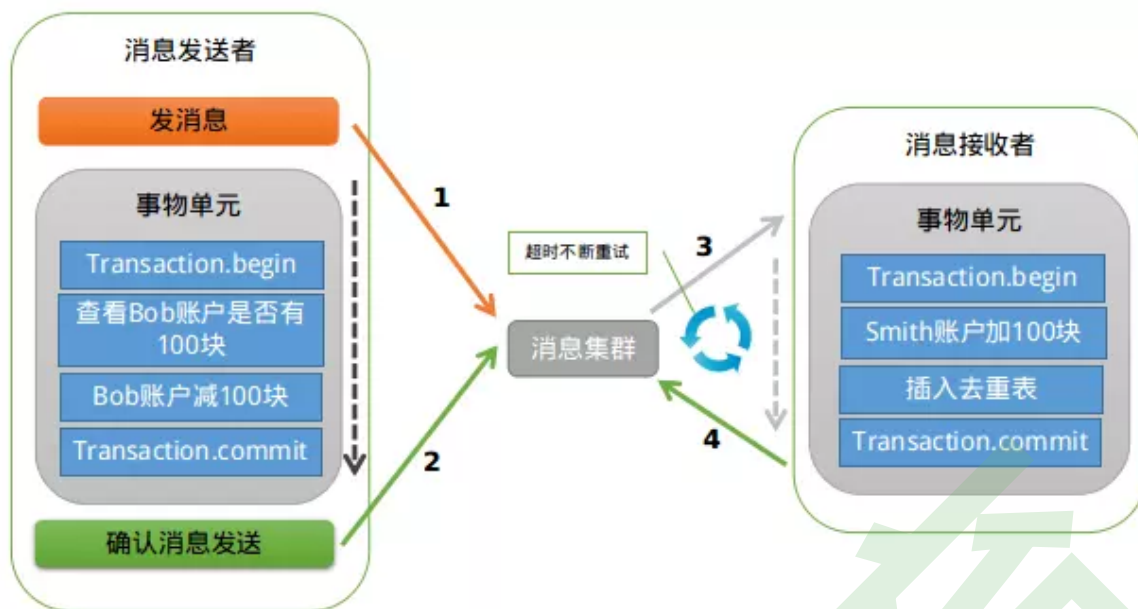 消息发送者
发消息
事物单元
Transaction.begin
查看Bob账户是否有
100块
Bob账户减100块
Transaction.commit
确认消息发送
1
2
超时不断重试
消息集群
3
4
消息接收者
事物单元
Transaction.begin
Smith账户加100块
插入去重表
Transaction.commit